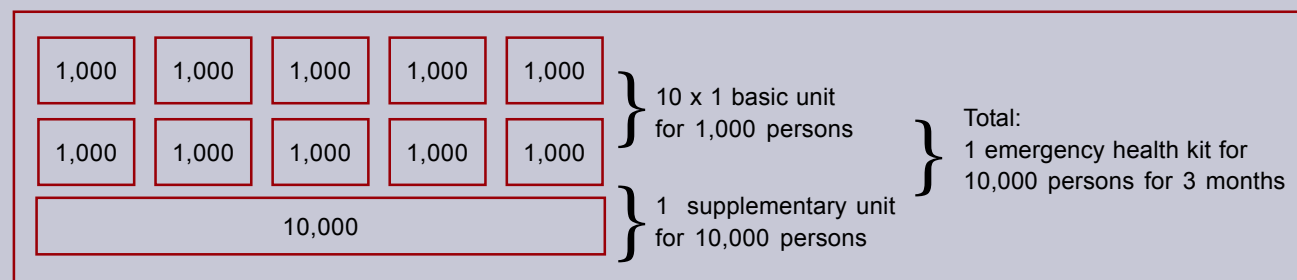 1,000 1,000 1,000 1,000 1,000
1,000 1,000 1,000 1,000 1,000
10,000
10 x 1 basic unit
for 1,000 persons
1 supplementary unit
for 10,000 persons
Total:
1 emergency health kit for
10,000 persons for 3 months